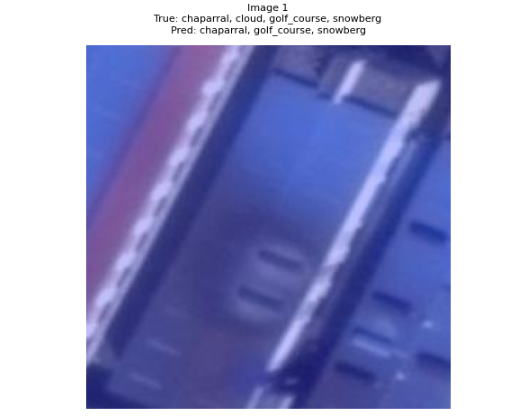 Image 1
True: chaparral, cloud, golf_course, snowberg
Pred: chaparral, golf_course, snowberg